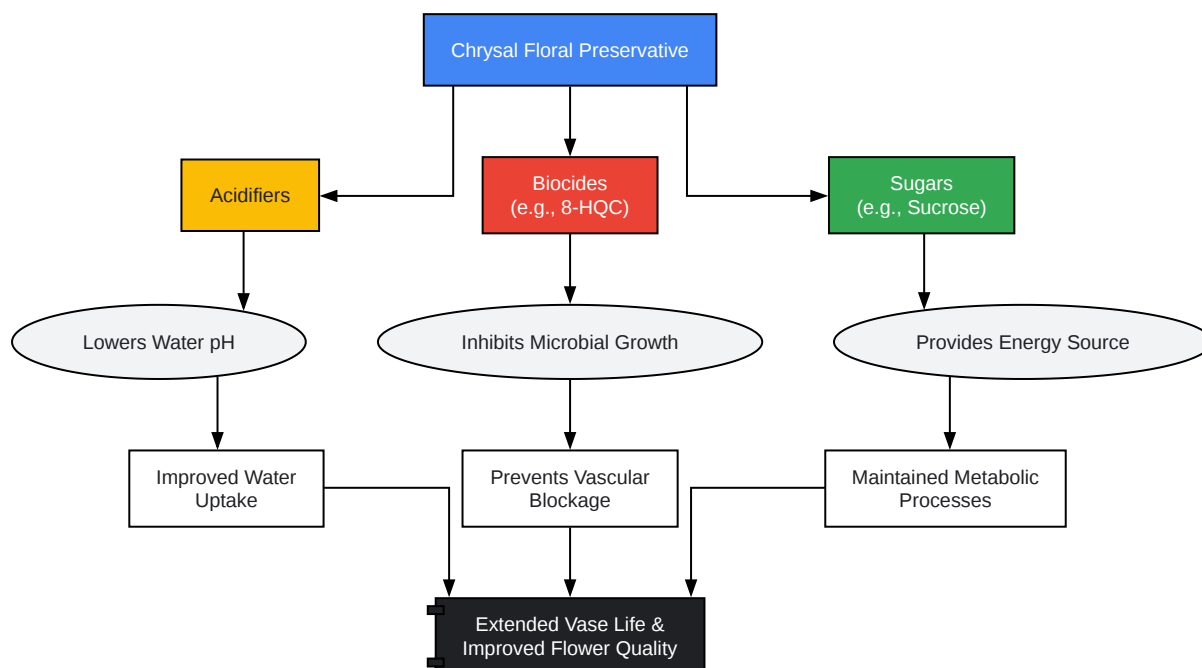 Chrysal Floral Preservative
Acidifiers
Biocides
(e.g., 8-HQC)
Sugars
(e.g., Sucrose)
Lowers Water pH
Inhibits Microbial Growth
Provides Energy Source
Improved Water
Uptake
Prevents Vascular
Blockage
Maintained Metabolic
Processes
Extended Vase Life &
Improved Flower Quality